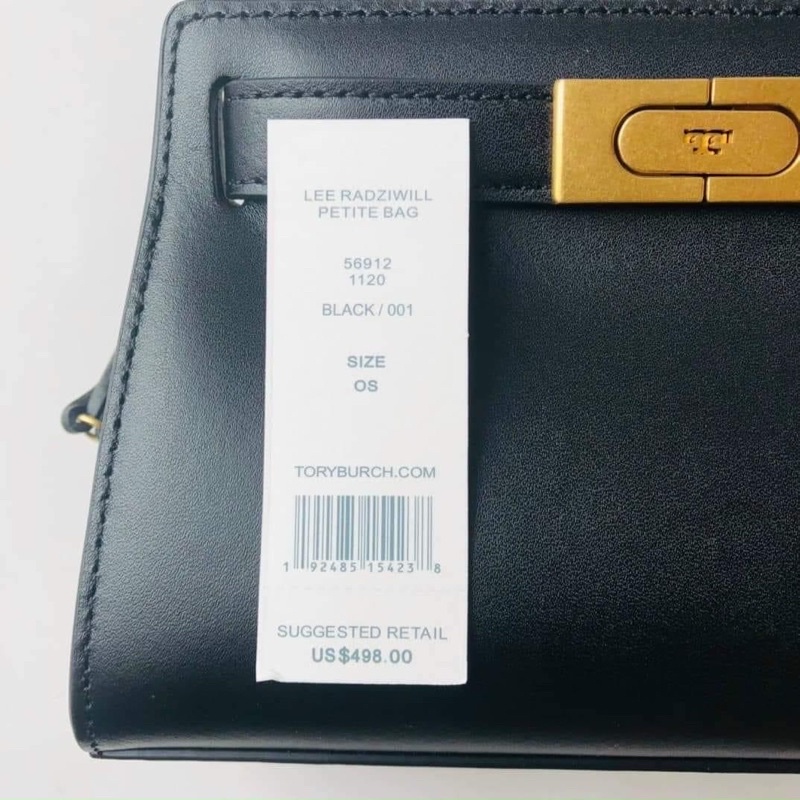 LEE RADZIWILL
PETITE BAG
56912
1120
BLACK / 001
SIZE
OS
TORYBURCH.COM
1 92485 15423 8
SUGGESTED RETAIL
US$498.00